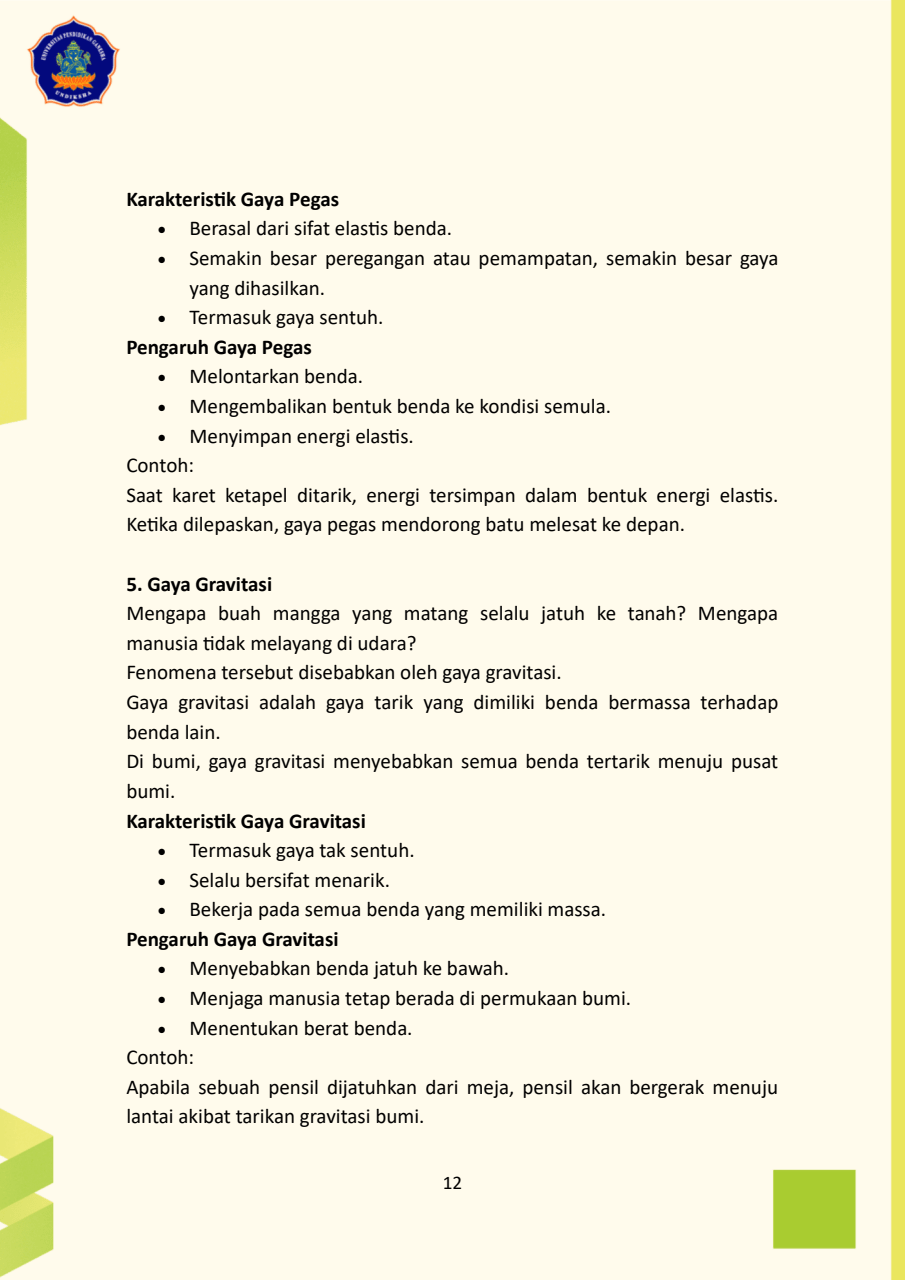 UNIVERSITAS PENDIDIKAN GANESHA
UNDIKSHA
Karakteristik Gaya Pegas
• Berasal dari sifat elastis benda.
• Semakin besar peregangan atau pemampatan, semakin besar gaya
yang dihasilkan.
• Termasuk gaya sentuh.
Pengaruh Gaya Pegas
• Melontarkan benda.
• Mengembalikan bentuk benda ke kondisi semula.
• Menyimpan energi elastis.
Contoh:
Saat karet ketapel ditarik, energi tersimpan dalam bentuk energi elastis.
Ketika dilepaskan, gaya pegas mendorong batu melesat ke depan.
5. Gaya Gravitasi
Mengapa buah mangga yang matang selalu jatuh ke tanah? Mengapa
manusia tidak melayang di udara?
Fenomena tersebut disebabkan oleh gaya gravitasi.
Gaya gravitasi adalah gaya tarik yang dimiliki benda bermassa terhadap
benda lain.
Di bumi, gaya gravitasi menyebabkan semua benda tertarik menuju pusat
bumi.
Karakteristik Gaya Gravitasi
• Termasuk gaya tak sentuh.
• Selalu bersifat menarik.
• Bekerja pada semua benda yang memiliki massa.
Pengaruh Gaya Gravitasi
• Menyebabkan benda jatuh ke bawah.
• Menjaga manusia tetap berada di permukaan bumi.
• Menentukan berat benda.
Contoh:
Apabila sebuah pensil dijatuhkan dari meja, pensil akan bergerak menuju
lantai akibat tarikan gravitasi bumi.
12